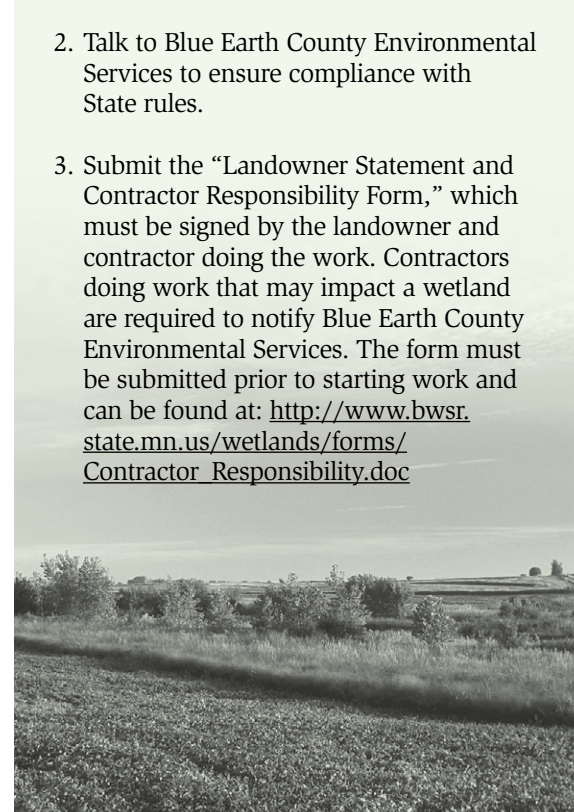 2. Talk to Blue Earth County Environmental
Services to ensure compliance with
State rules.
3. Submit the “Landowner Statement and
Contractor Responsibility Form,” which
must be signed by the landowner and
contractor doing the work. Contractors
doing work that may impact a wetland
are required to notify Blue Earth County
Environmental Services. The form must
be submitted prior to starting work and
can be found at: http://www.bwsr.
state.mn.us/wetlands/forms/
Contractor_Responsibility.doc